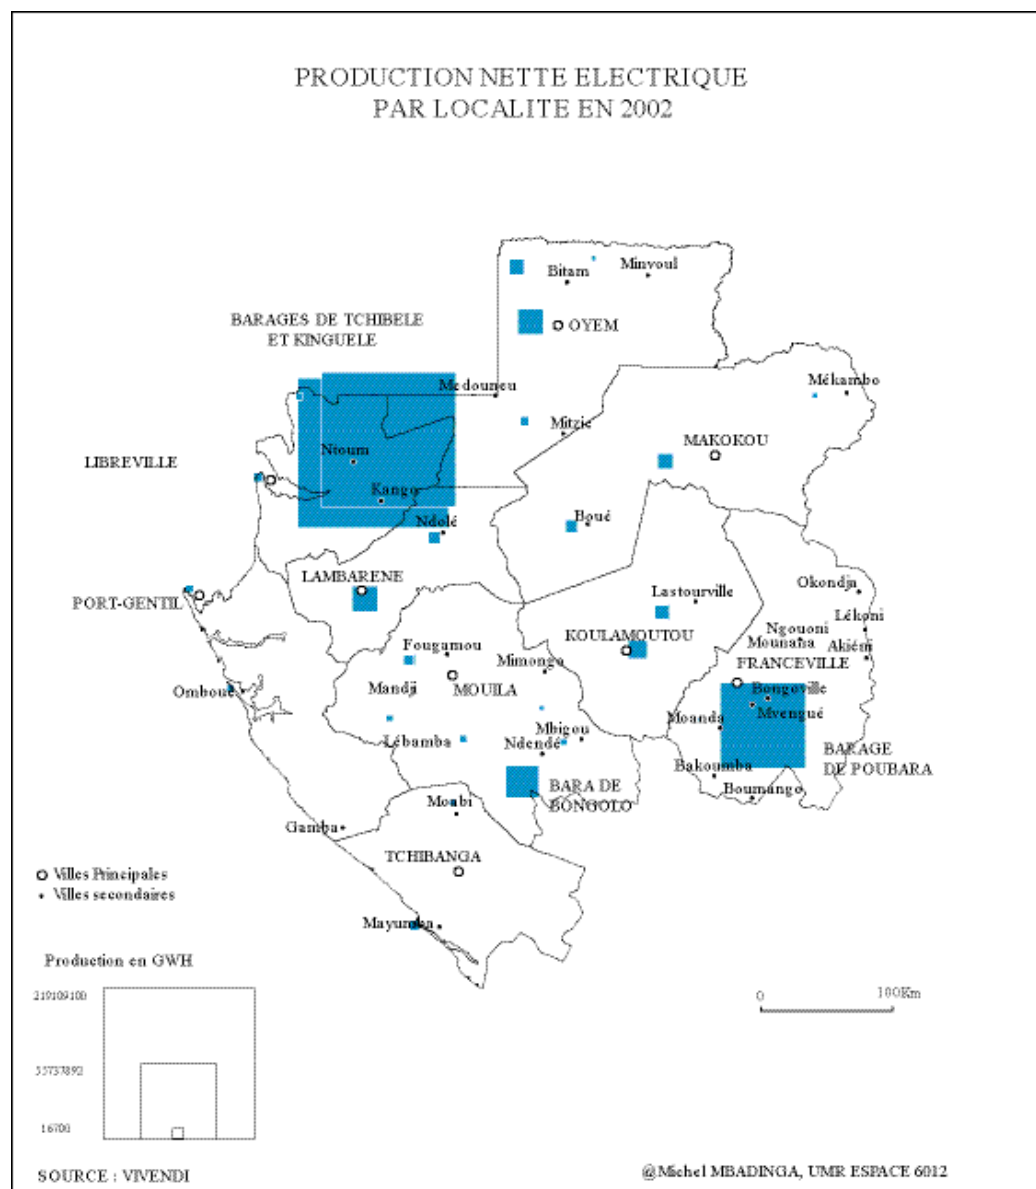 PRODUCTION NETTE ELECTRIQUE
PAR LOCALITE EN 2002
Bitam
Minvoul
OYEM
BARAGES DE TCHIBELE
ET KINGUELE
Medouneu
Mékambo
Mitzic
MAKOKOU
LIBREVILLE
Ntoum
Kango
Ndolé
Boué
LAMBARENE
Okondja
Lastourville
PORT-GENTIL
Lékoni
Ngouoni
KOULAMOUTOU
Mounana
Akiéni
Fougamou
Mimongo
FRANCEVILLE
Omboué
Mandji
MOUILA
Bongoville
Mvengué
Moanda
Lébamba
Mbigou
Ndendé
BARAGE
DE POUBARA
Bakoumba
BARA DE
BONGOLO
Boumango
Moabi
Gamba
TCHIBANGA
Villes Principales
Villes secondaires
Mayumba
Production en GWH
219109100
55737892
16700
0 100Km
SOURCE : VIVENDI
@Michel MBADINGA, UMR ESPACE 6012